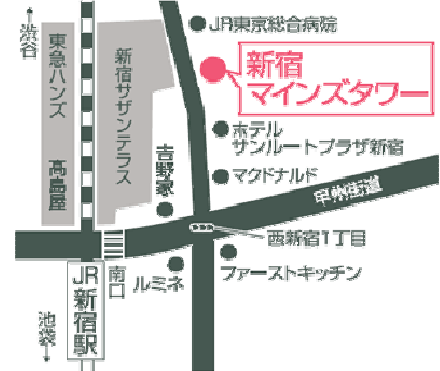 渋谷
東急ハンズ
高島屋
新宿サザンテラス
JR東京総合病院
新宿
マインズタワー
ホテル
サンルートプラザ新宿
マクドナルド
吉野家
甲州街道
西新宿1丁目
ファーストキッチン
ルミネ
南口
JR
新宿駅
池袋